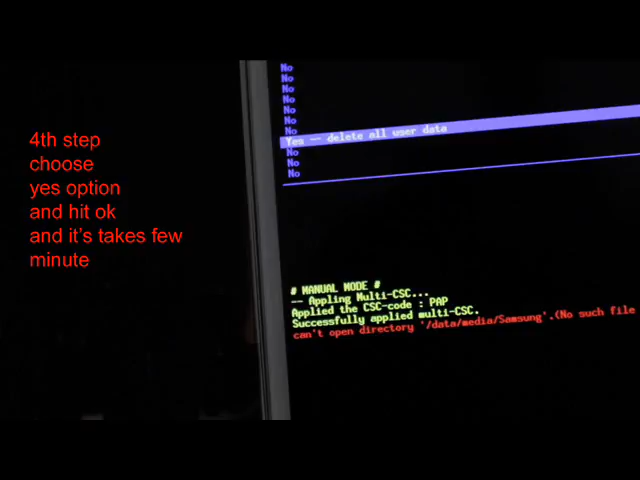 4th step
choose
yes option
and hit ok
and it's takes few
minute
No
No
No
No
No
No
No
Yes -- delete all user data
No
No
No
# MANUAL MODE #
-- Appling Multi-CSC...
Applied the CSC-code : PAP
Successfully applied multi-CSC.
can't open directory '/data/media/Samsung'.(No such file